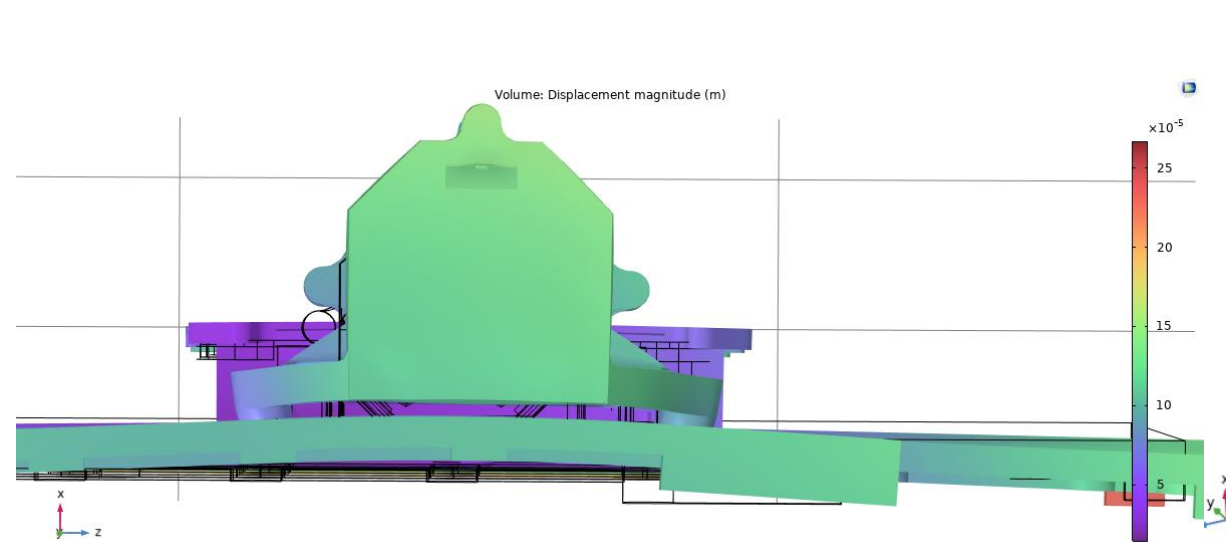 Volume: Displacement magnitude (m)
×10⁻⁵
25
20
15
10
5
x
y
z
x
y